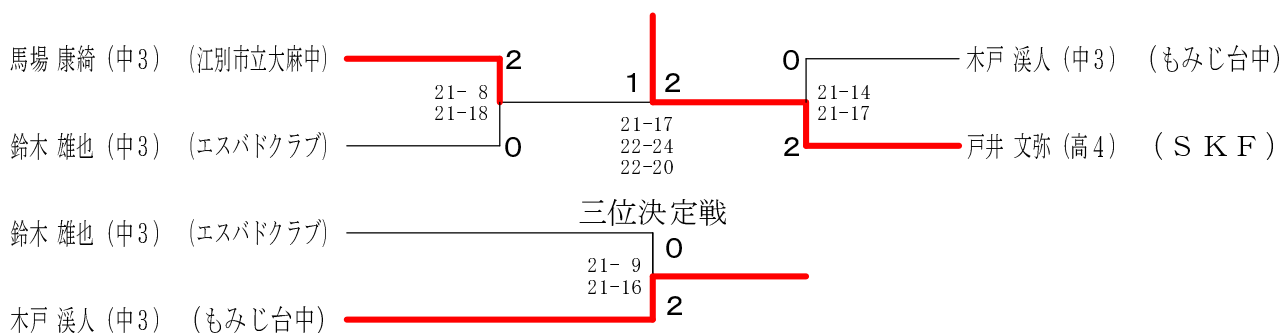 馬場 康綺 (中3) (江別市立大麻中)
2
21- 8
21-18
鈴木 雄也 (中3) (エスバドクラブ)
0
1 2
21-17
22-24
22-20
0
木戸 渓人 (中3) (もみじ台中)
21-14
21-17
2
戸井 文弥 (高4) (ＳＫＦ)
三位決定戦
鈴木 雄也 (中3) (エスバドクラブ)
0
21- 9
21-16
木戸 渓人 (中3) (もみじ台中)
2